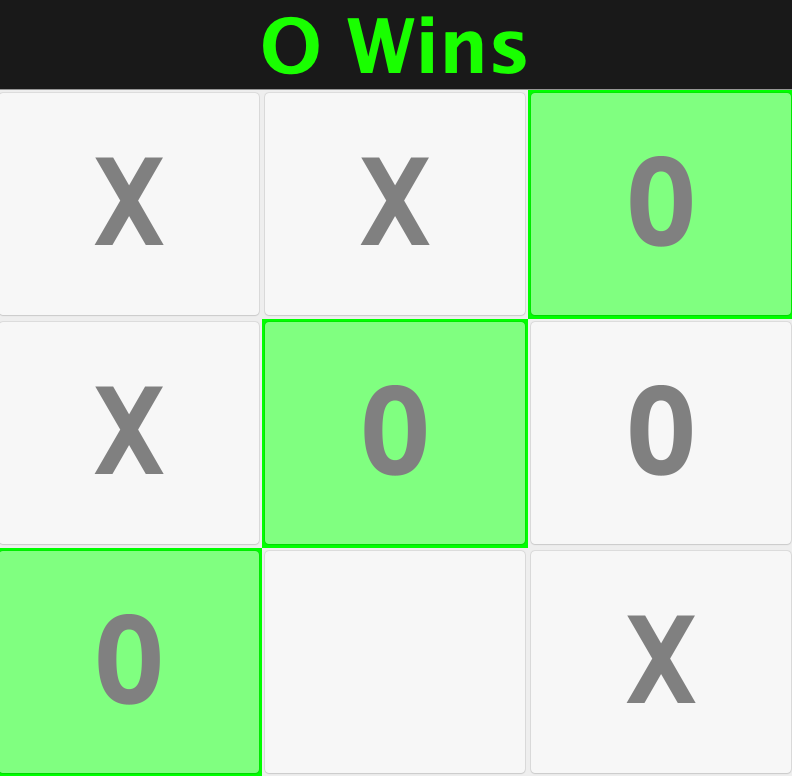 O Wins
X X O
X O O
O X